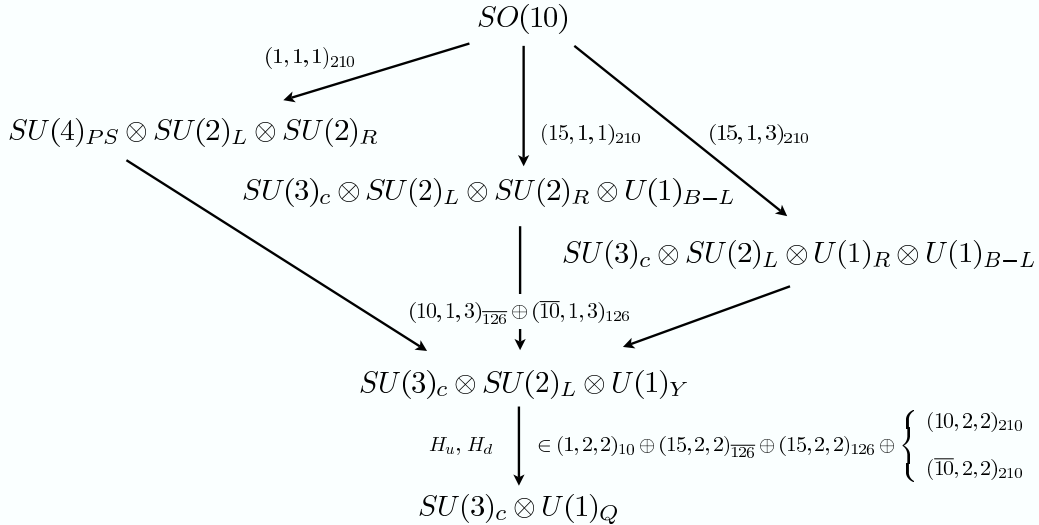 SO(10)
(1, 1, 1)₂₁₀
SU(4)_{PS} ⊗ SU(2)_L ⊗ SU(2)_R
(15, 1, 1)₂₁₀
(15, 1, 3)₂₁₀
SU(3)_c ⊗ SU(2)_L ⊗ SU(2)_R ⊗ U(1)_{B−L}
SU(3)_c ⊗ SU(2)_L ⊗ U(1)_R ⊗ U(1)_{B−L}
(10, 1, 3)_{\overline{126}} ⊕ (\overline{10}, 1, 3)_{126}
SU(3)_c ⊗ SU(2)_L ⊗ U(1)_Y
H_u, H_d ∈ (1, 2, 2)_{10} ⊕ (15, 2, 2)_{\overline{126}} ⊕ (15, 2, 2)_{126} ⊕ {
(10, 2, 2)_{210}
(\overline{10}, 2, 2)_{210}
SU(3)_c ⊗ U(1)_Q